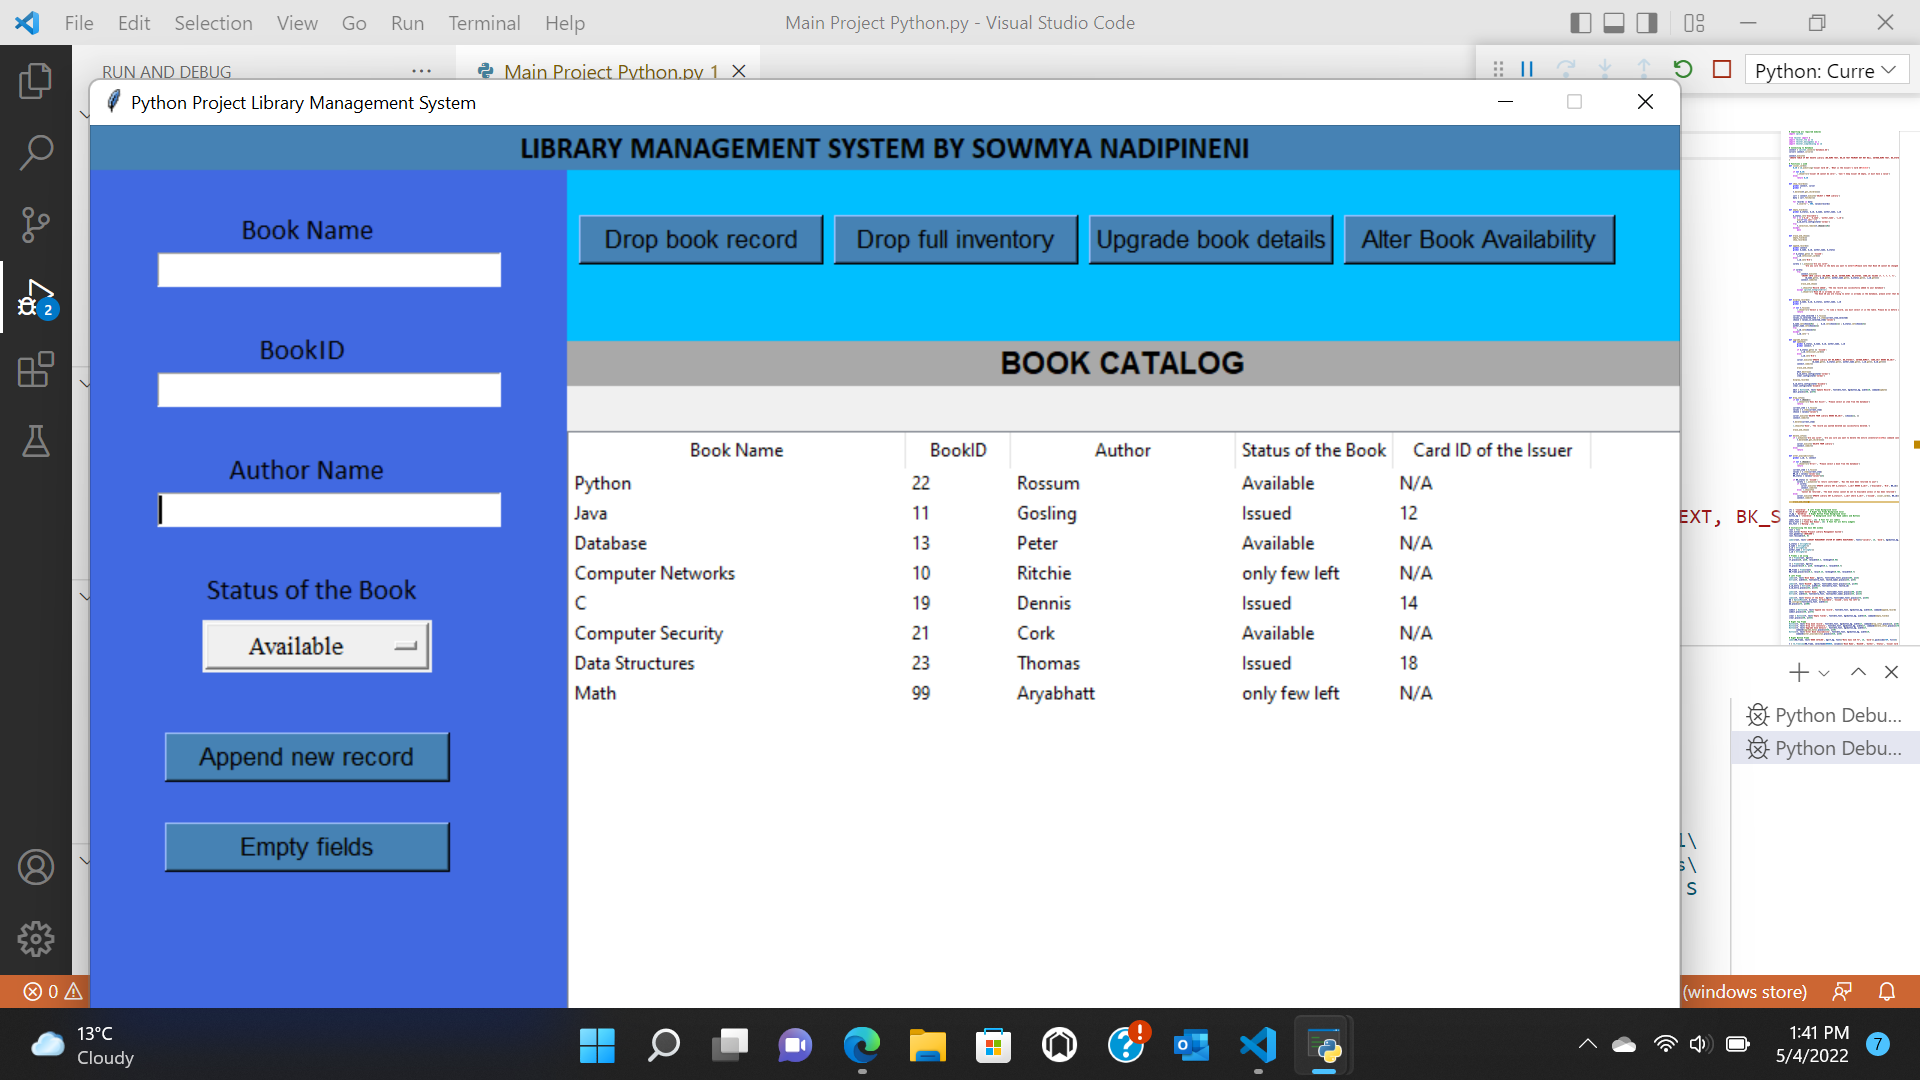 File Edit Selection View Go Run Terminal Help
Main Project Python.py - Visual Studio Code
RUN AND DEBUG ...
Main Project Python.py 1
Python: Curre
Python Project Library Management System
LIBRARY MANAGEMENT SYSTEM BY SOWMYA NADIPINENI
Book Name
BookID
Author Name
Status of the Book
Available
Append new record
Empty fields
Drop book record Drop full inventory Upgrade book details Alter Book Availability
BOOK CATALOG
Book Name BookID Author Status of the Book Card ID of the Issuer
Python 22 Rossum Available N/A
Java 11 Gosling Issued 12
Database 13 Peter Available N/A
Computer Networks 10 Ritchie only few left N/A
C 19 Dennis Issued 14
Computer Security 21 Cork Available N/A
Data Structures 23 Thomas Issued 18
Math 99 Aryabhatt only few left N/A
EXT, BK_S
Python Debu...
Python Debu...
\
s\
S
2
0
(windows store)
13°C
Cloudy
1:41 PM
5/4/2022
7